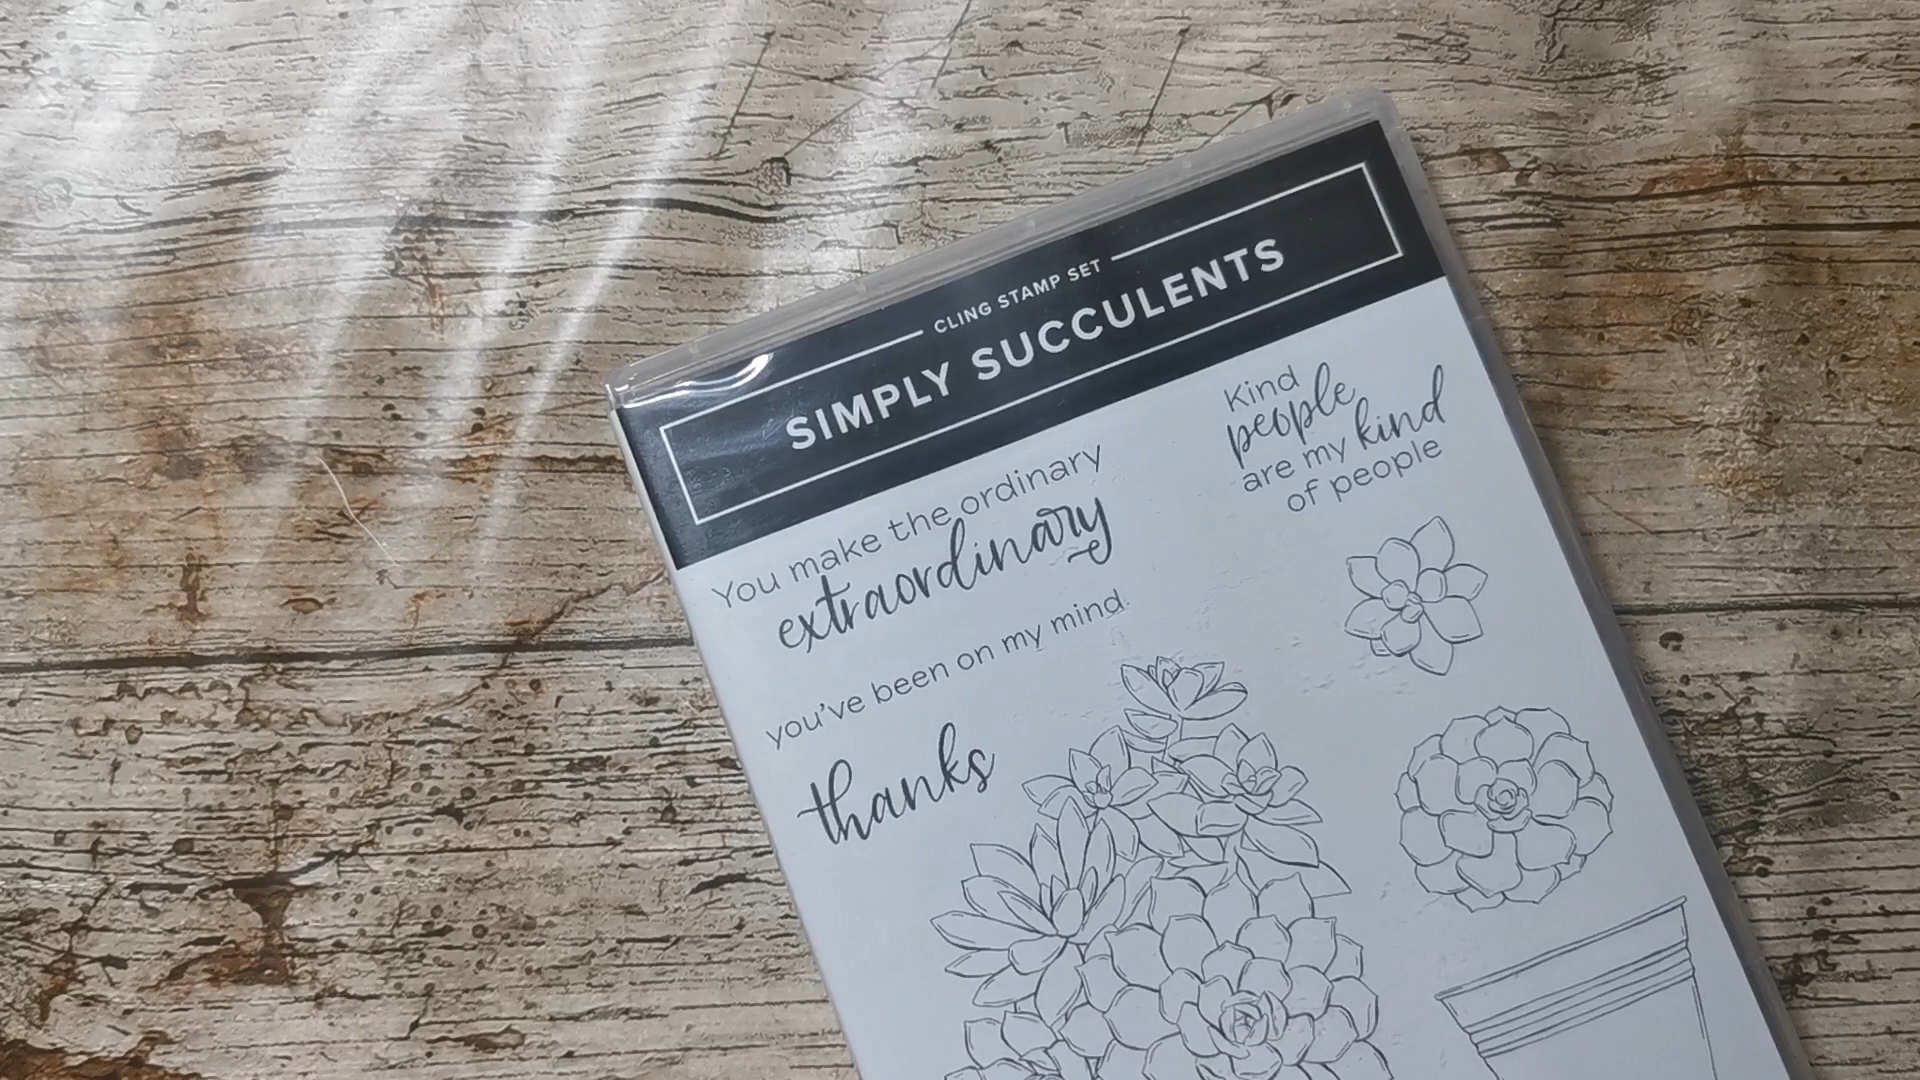 CLING STAMP SET
SIMPLY SUCCULENTS
You make the ordinary
extraordinary
Kind
people
are my kind
of people
you've been on my mind
thanks